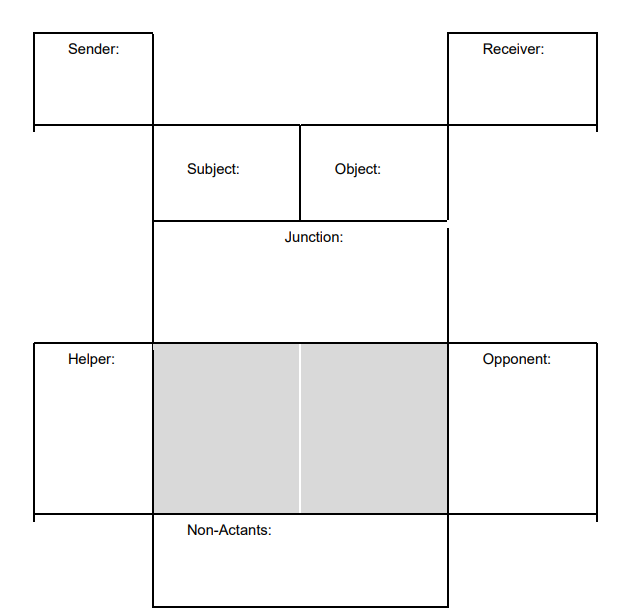 Sender:
Receiver:
Subject:
Object:
Junction:
Helper:
Opponent:
Non-Actants: